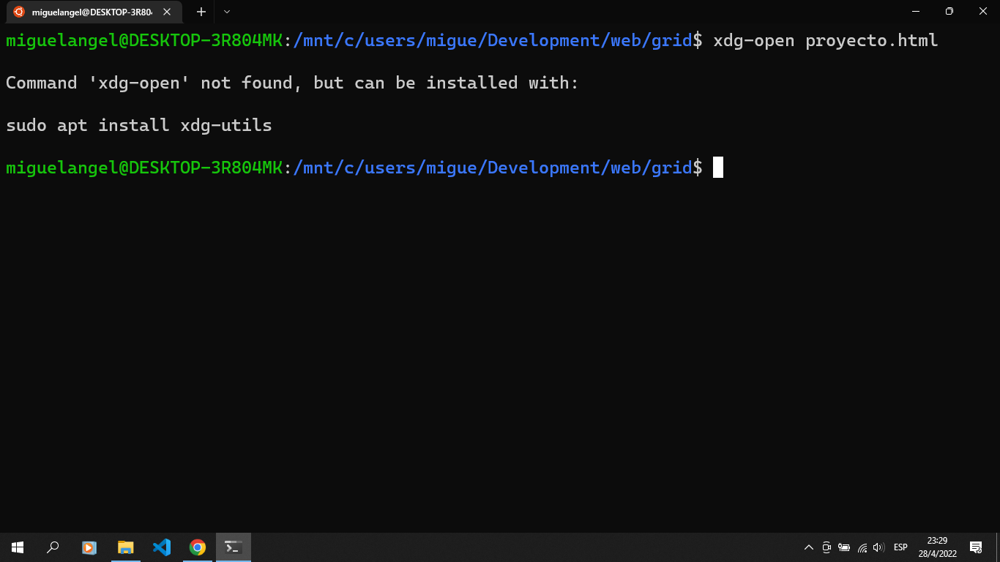 miguelangel@DESKTOP-3R804
miguelangel@DESKTOP-3R804MK:/mnt/c/users/migue/Development/web/grid$ xdg-open proyecto.html
Command 'xdg-open' not found, but can be installed with:
sudo apt install xdg-utils
miguelangel@DESKTOP-3R804MK:/mnt/c/users/migue/Development/web/grid$
ESP
23:29
28/4/2022